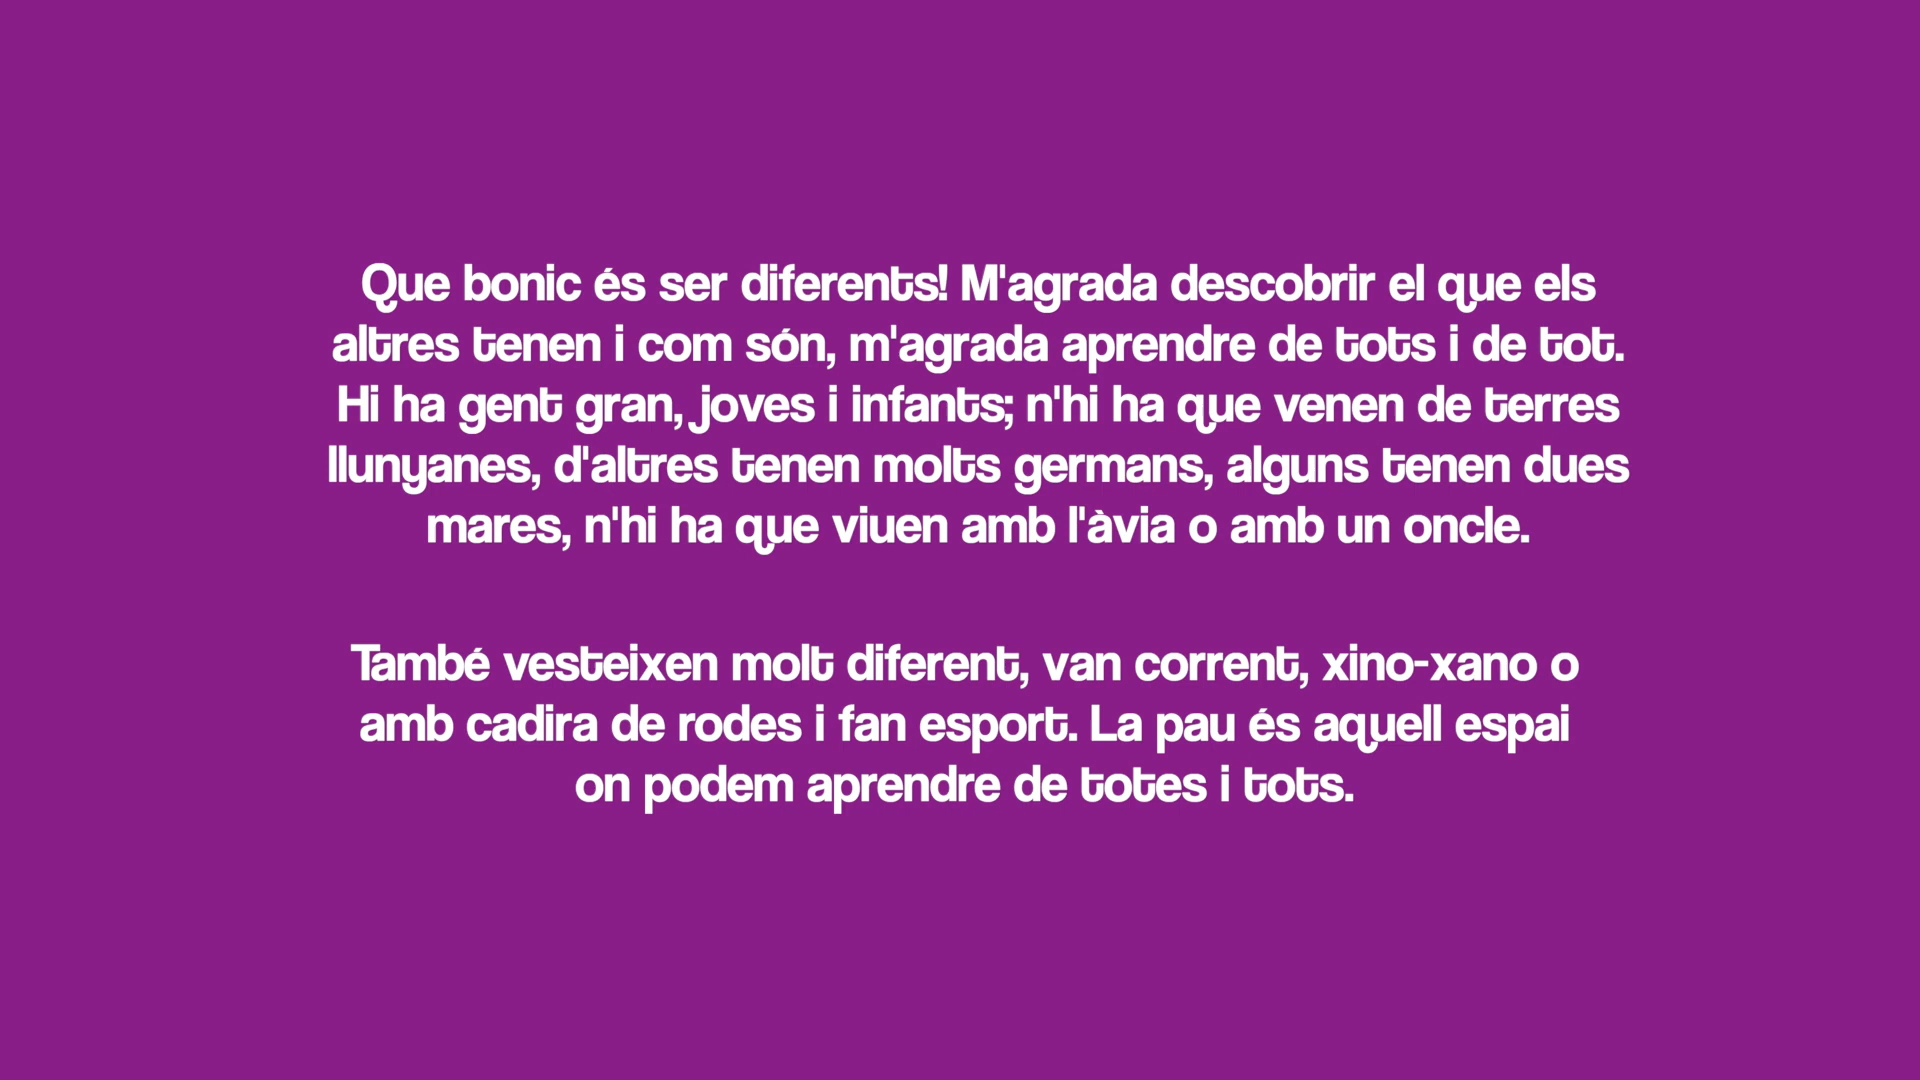 Que bonic és ser diferents! M'agrada descobrir el que els
altres tenen i com són, m'agrada aprendre de tots i de tot.
Hi ha gent gran, joves i infants; n'hi ha que venen de terres
llunyanes, d'altres tenen molts germans, alguns tenen dues
mares, n'hi ha que viuen amb l'àvia o amb un oncle.
També vesteixen molt diferent, van corrent, xino-xano o
amb cadira de rodes i fan esport. La pau és aquell espai
on podem aprendre de totes i tots.